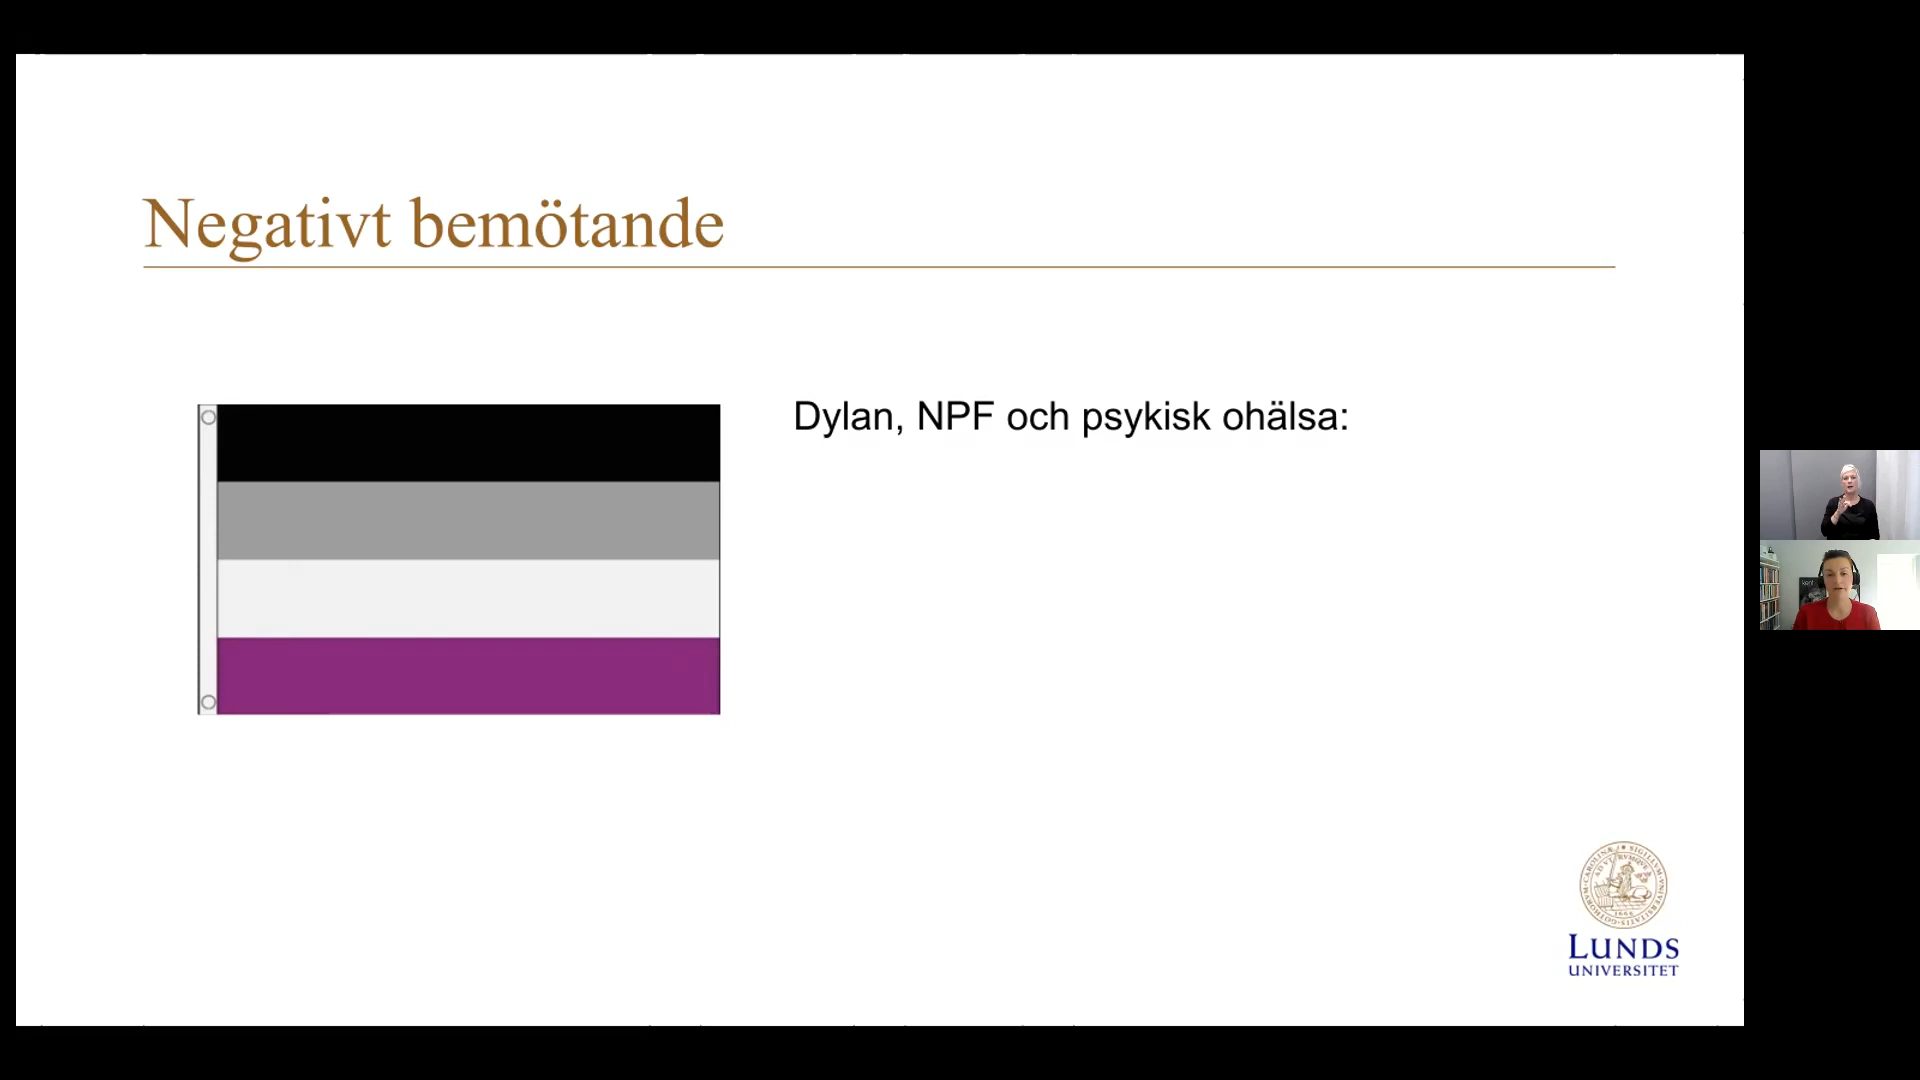 Negativt bemötande
Dylan, NPF och psykisk ohälsa:
LUNDS
UNIVERSITET